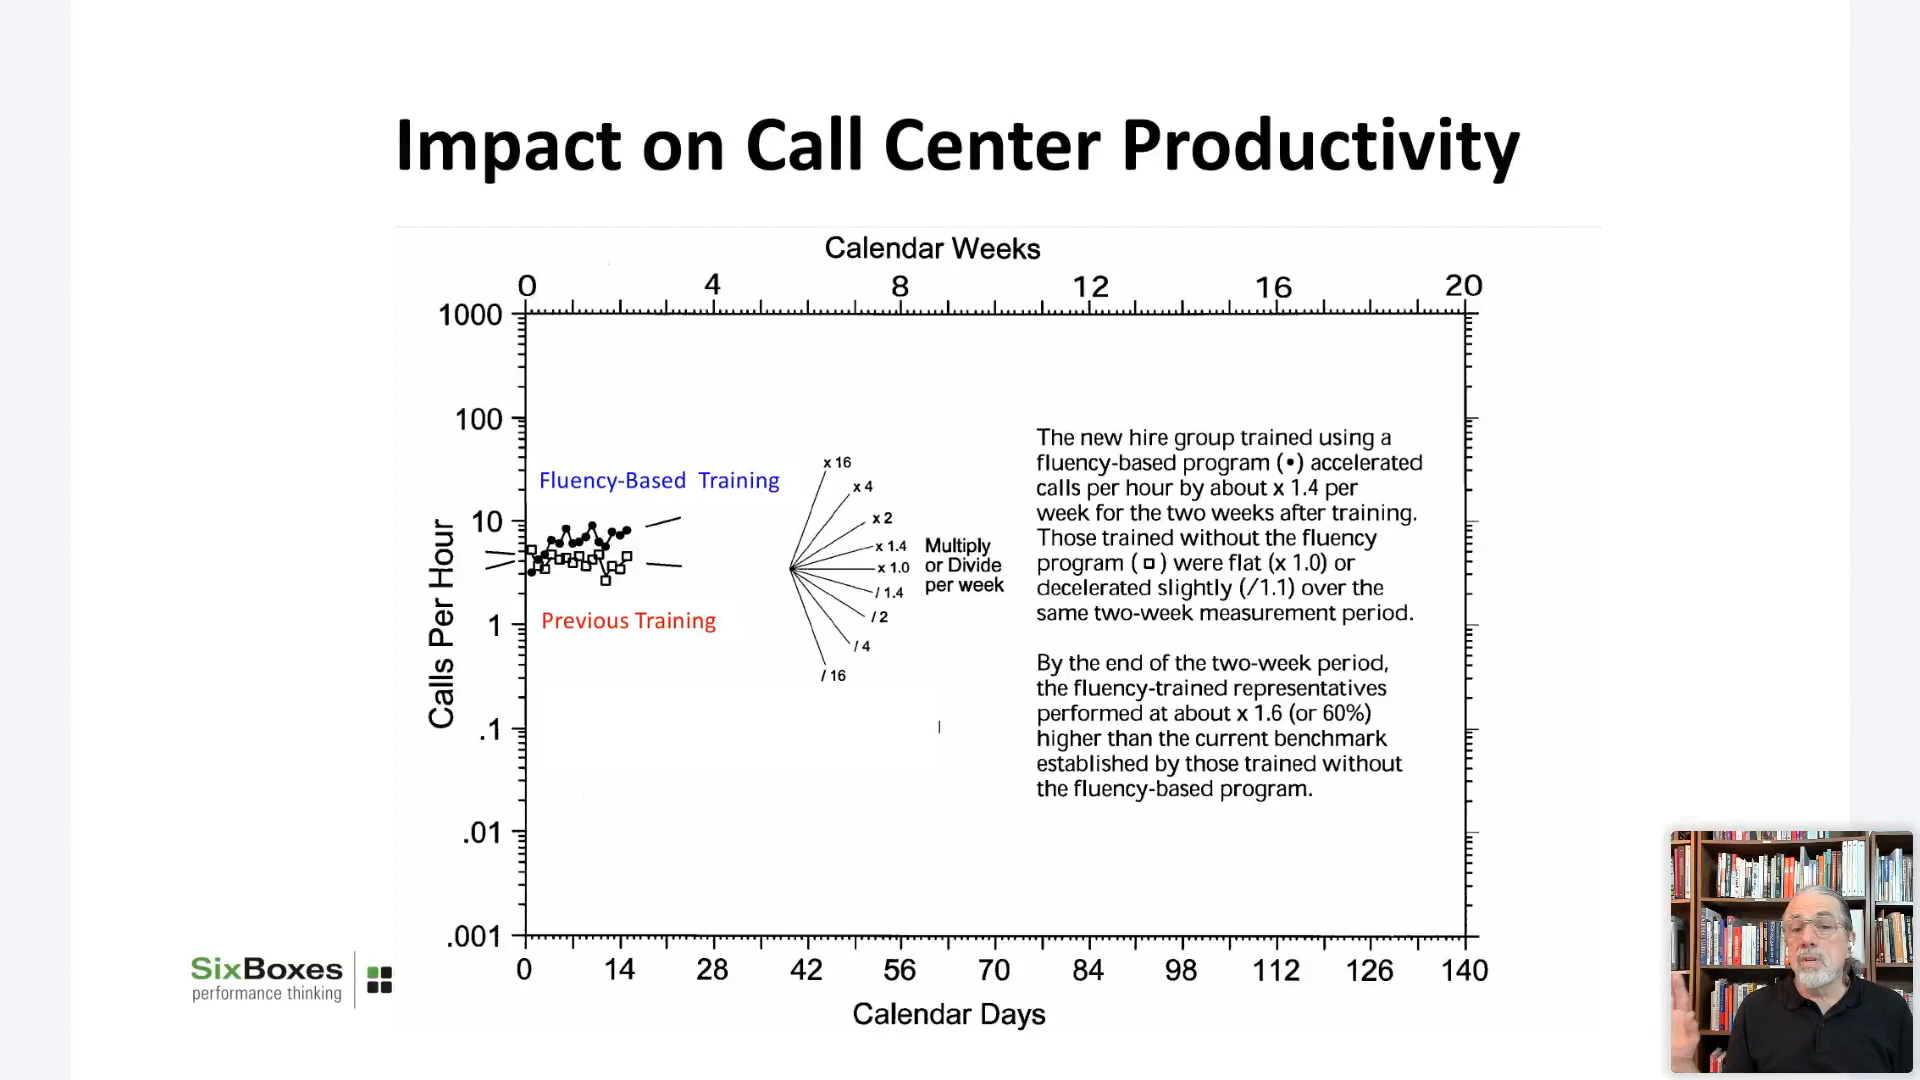 Impact on Call Center Productivity
Calendar Weeks
0 4 8 12 16 20
1000
100
10
1
.1
.01
.001
Calls Per Hour
Fluency-Based Training
Previous Training
x 16
x 4
x 2
x 1.4
x 1.0
/ 1.4
/ 2
/ 4
/ 16
Multiply
or Divide
per week
The new hire group trained using a
fluency-based program (•) accelerated
calls per hour by about x 1.4 per
week for the two weeks after training.
Those trained without the fluency
program (▫) were flat (x 1.0) or
decelerated slightly (/1.1) over the
same two-week measurement period.
By the end of the two-week period,
the fluency-trained representatives
performed at about x 1.6 (or 60%)
higher than the current benchmark
established by those trained without
the fluency-based program.
0 14 28 42 56 70 84 98 112 126 140
Calendar Days
SixBoxes
performance thinking